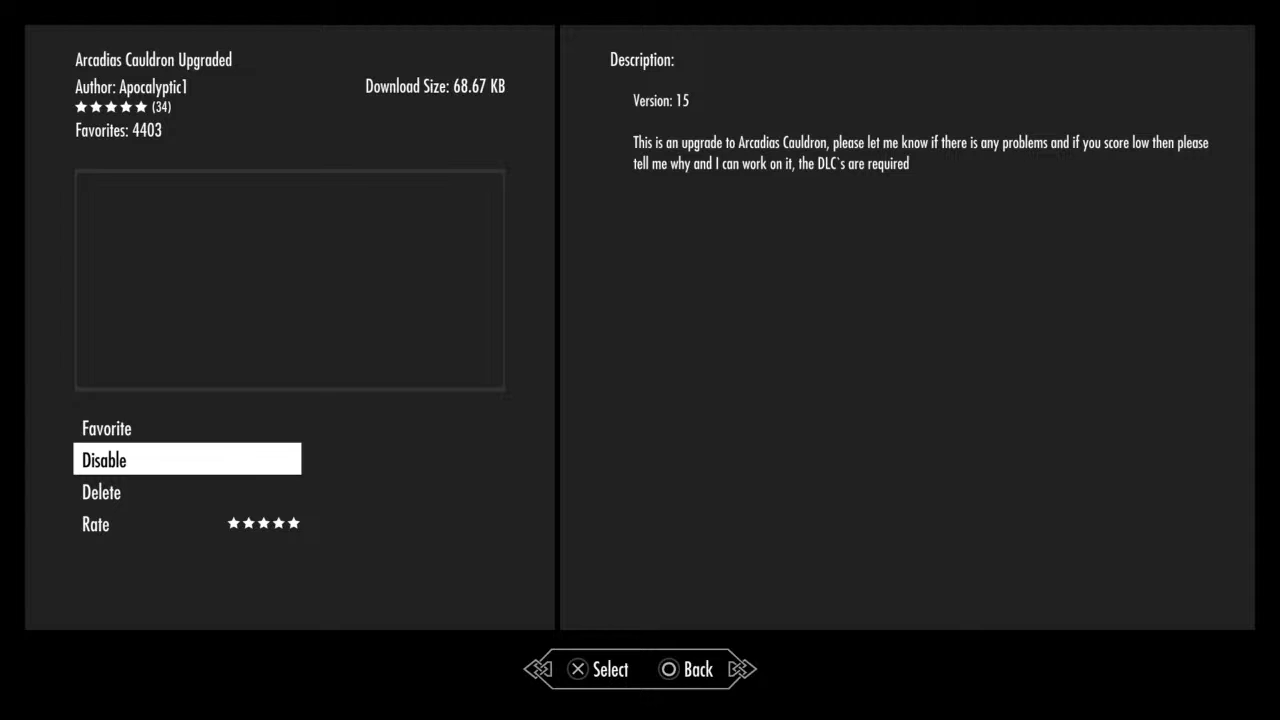 Arcadias Cauldron Upgraded
Author: Apocalyptic1
Download Size: 68.67 KB
(34)
Favorites: 4403
Favorite
Disable
Delete
Rate
Description:
Version: 15
This is an upgrade to Arcadias Cauldron, please let me know if there is any problems and if you score low then please
tell me why and I can work on it, the DLC`s are required
Select
Back